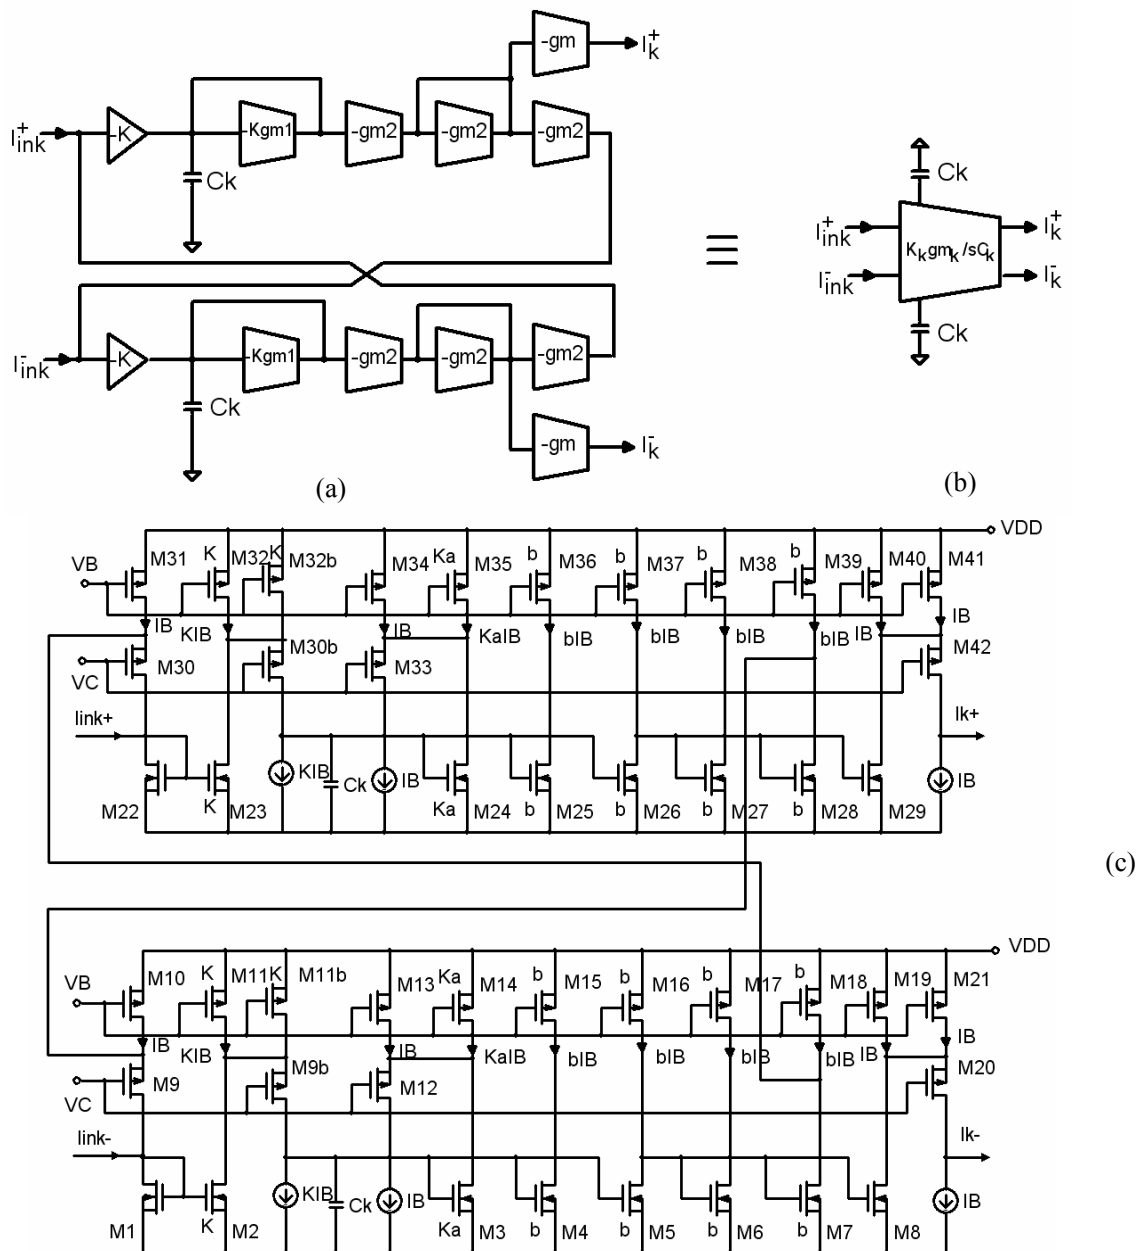 -gm
I+k
I+ink
-K
-Kgm1
-gm2
-gm2
-gm2
Ck
Ck
I+ink
I-ink
Kkgmk/sCk
I+k
I-k
Ck
I-ink
-K
-Kgm1
-gm2
-gm2
-gm2
Ck
-gm
I-k
(a)
(b)
VDD
VB
M31
K
M32
K
M32b
M34
Ka
M35
b
M36
b
M37
b
M38
b
M39
M40
M41
IB
KIB
IB
KaIB
bIB
bIB
bIB
bIB
IB
IB
VC
M30
M30b
M33
M42
Iink+
Ik+
KIB
Ck
IB
IB
M22
K
M23
Ka
M24
b
M25
b
M26
b
M27
b
M28
M29
(c)
VDD
VB
M10
K
M11
K
M11b
M13
Ka
M14
b
M15
b
M16
b
M17
b
M18
M19
M21
IB
KIB
IB
KaIB
bIB
bIB
bIB
bIB
IB
IB
VC
M9
M9b
M12
M20
Iink-
Ik-
KIB
Ck
IB
IB
M1
K
M2
Ka
M3
b
M4
b
M5
b
M6
b
M7
M8